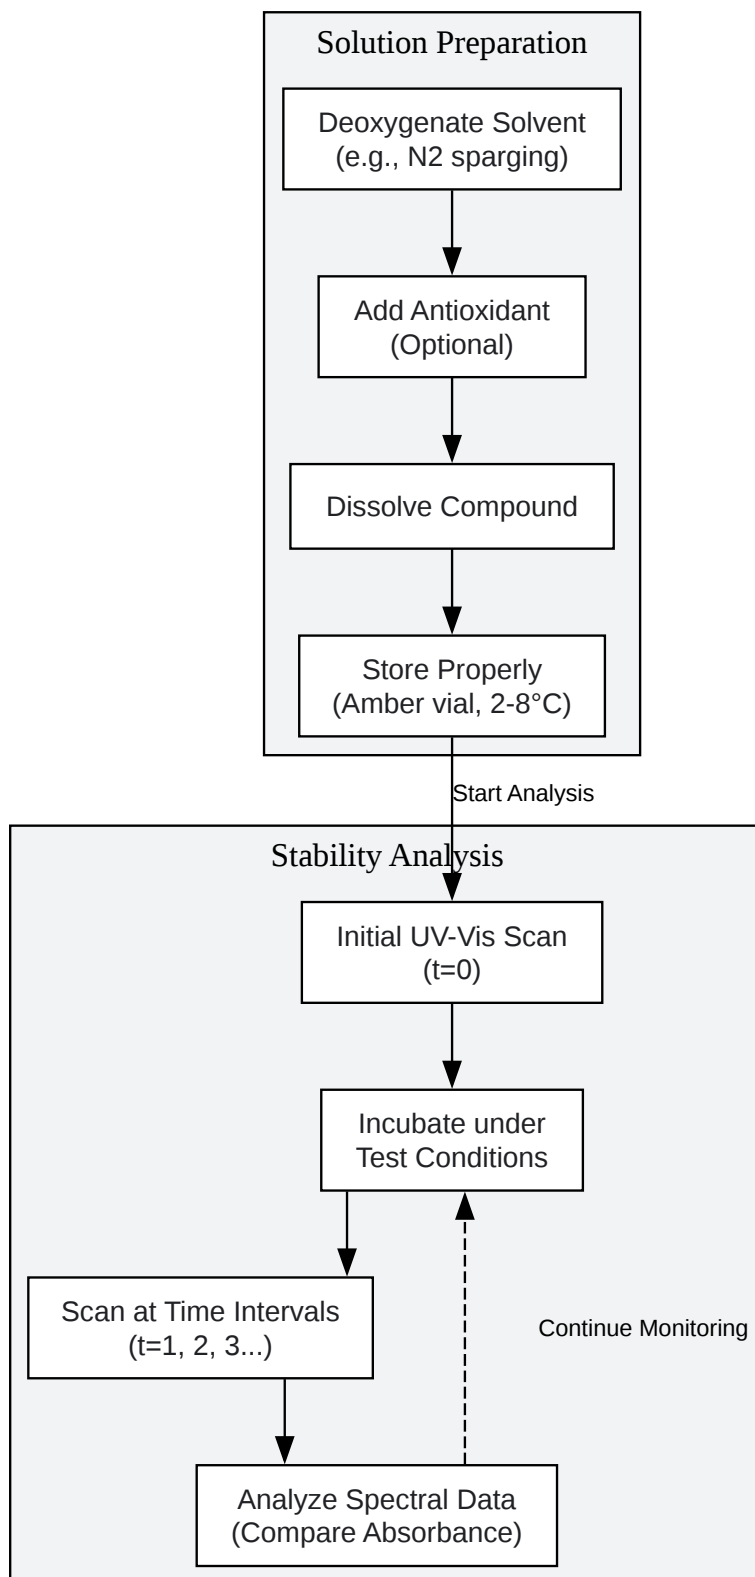 Solution Preparation
Deoxygenate Solvent
(e.g., N2 sparging)
Add Antioxidant
(Optional)
Dissolve Compound
Store Properly
(Amber vial, 2-8°C)
Start Analysis
Stability Analysis
Initial UV-Vis Scan
(t=0)
Incubate under
Test Conditions
Scan at Time Intervals
(t=1, 2, 3...)
Continue Monitoring
Analyze Spectral Data
(Compare Absorbance)